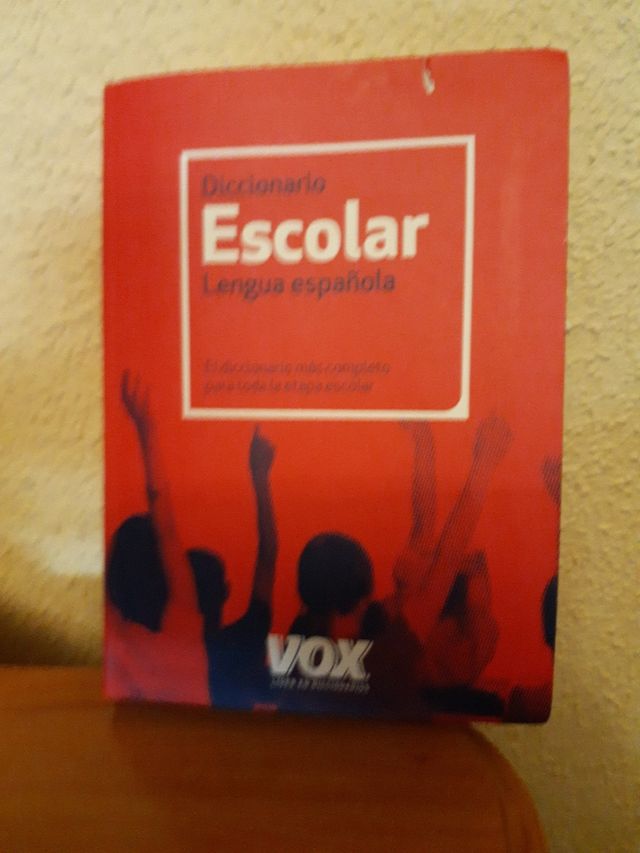 Diccionario
Escolar
Lengua española
El diccionario más completo
para toda la etapa escolar
VOX